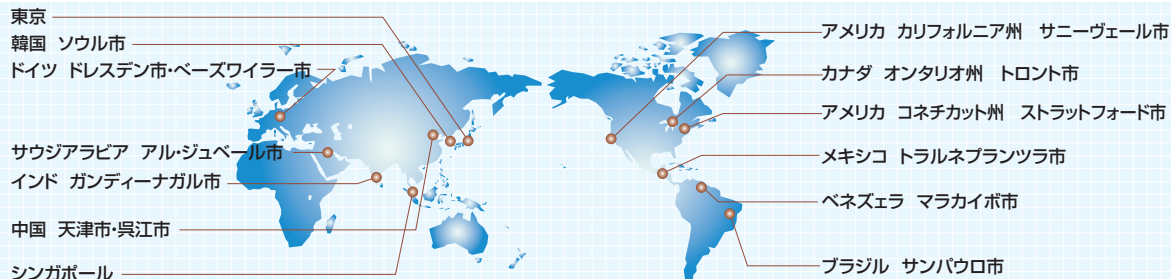 東京
韓国 ソウル市
ドイツ ドレスデン市・ベーズワイラー市
サウジアラビア アル・ジュベール市
インド ガンディーナガル市
中国 天津市・呉江市
シンガポール
アメリカ カリフォルニア州 サニーヴェール市
カナダ オンタリオ州 トロント市
アメリカ コネチカット州 ストラットフォード市
メキシコ トラルネプランツラ市
ベネズェラ マラカイボ市
ブラジル サンパウロ市